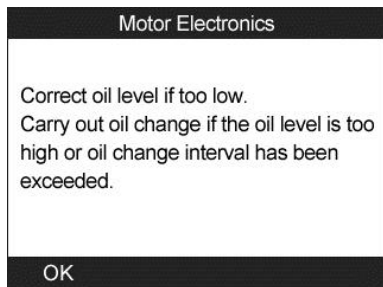 Motor Electronics
Correct oil level if too low.
Carry out oil change if the oil level is too
high or oil change interval has been
exceeded.
OK